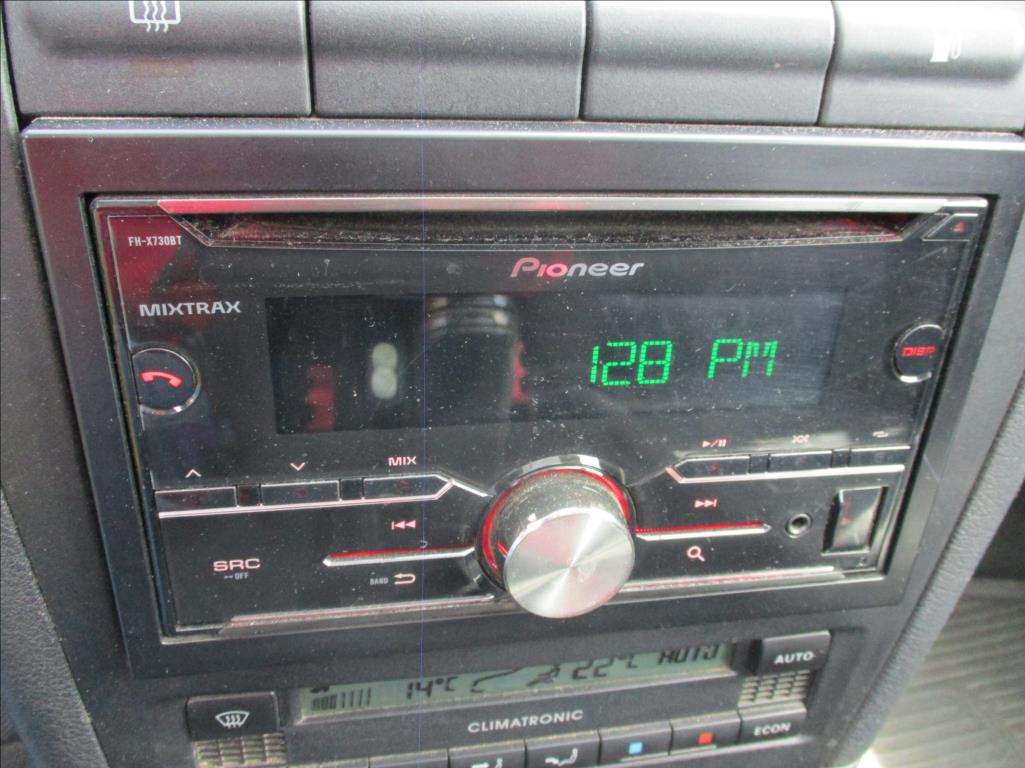 FH-X730BT
Pioneer
MIXTRAX
DISP
128 PM
MIX
SRC
OFF
BAND
14°C 22°C AUTO
AUTO
CLIMATRONIC
ECON